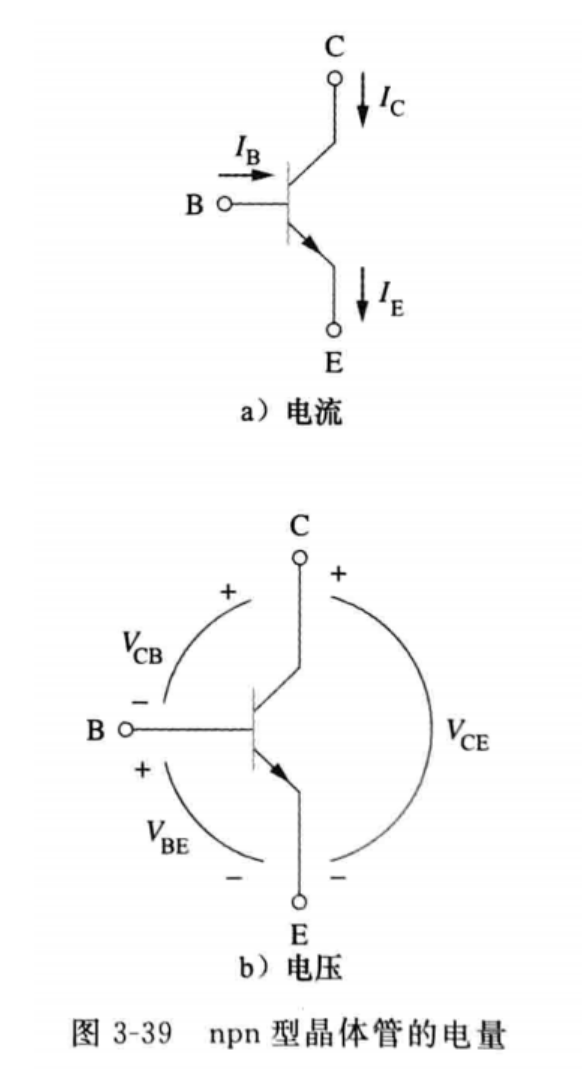 C
I_C
I_B
B
I_E
E
a）电流
C
+ +
V_CB
−
B
V_CE
+
V_BE
− −
E
b）电压
图 3-39 npn 型晶体管的电量